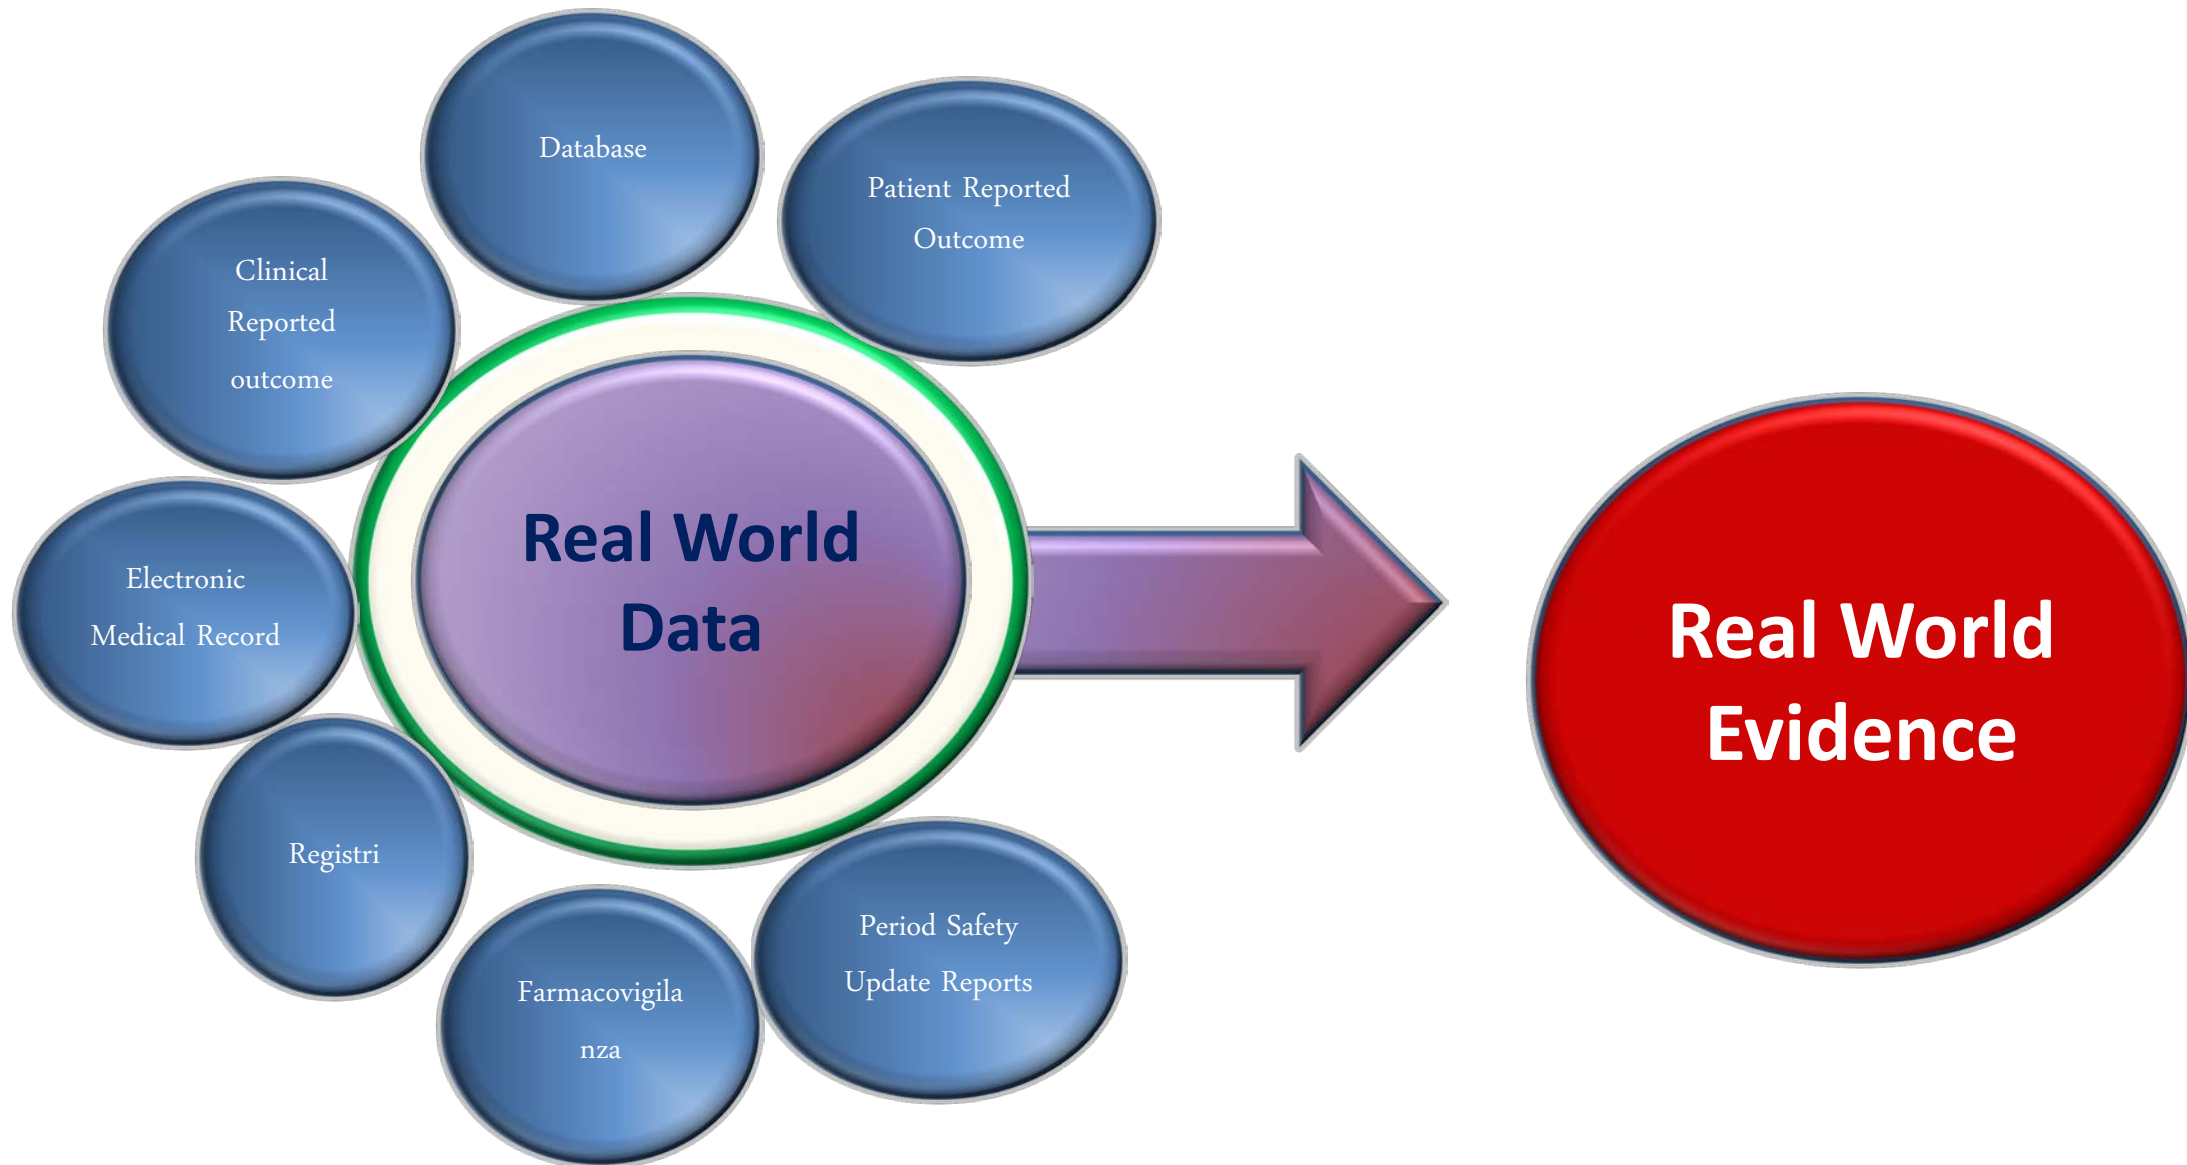 Database
Patient Reported
Outcome
Clinical
Reported
outcome
Electronic
Medical Record
Registri
Farmacovigila
nza
Period Safety
Update Reports
Real World
Data
Real World
Evidence